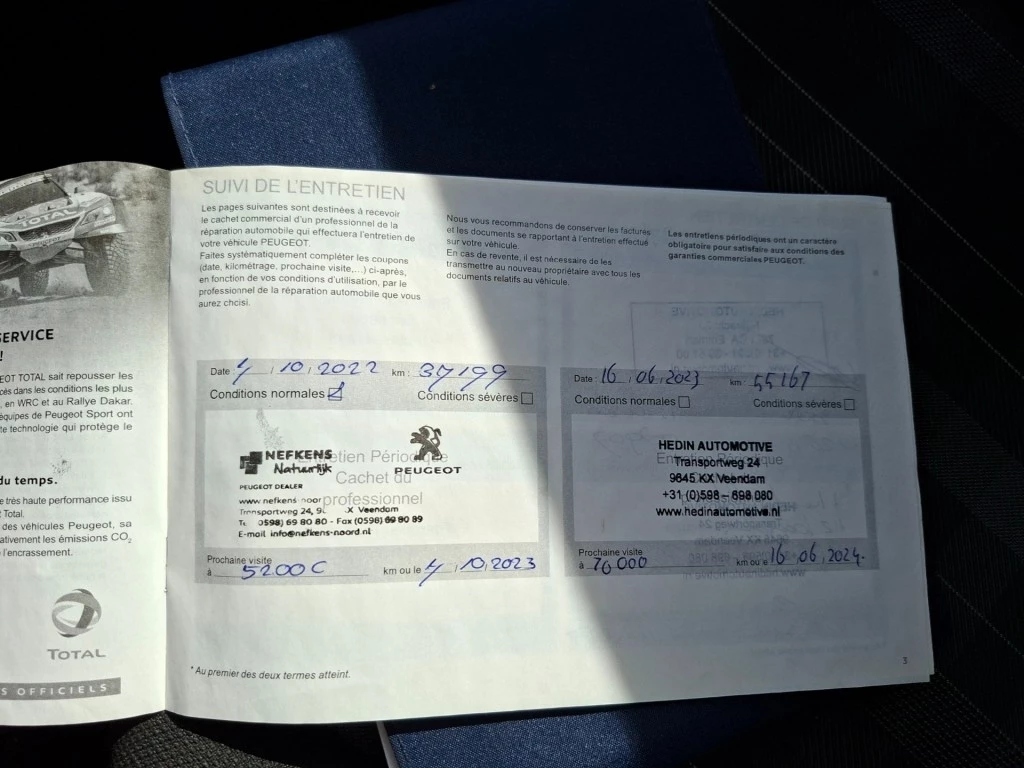 TOTAL
SERVICE
!
EOT TOTAL sait repousser les
cés dans les conditions les plus
, en WRC et au Rallye Dakar.
équipes de Peugeot Sport ont
te technologie qui protège le
du temps.
e très haute performance issu
t Total.
des véhicules Peugeot, sa
ativement les émissions CO2
l'encrassement.
TOTAL
S OFFICIELS
SUIVI DE L'ENTRETIEN
Les pages suivantes sont destinées à recevoir
le cachet commercial d'un professionnel de la
réparation automobile qui effectuera l'entretien de
votre véhicule PEUGEOT.
Faites systématiquement compléter les coupons
(date, kilométrage, prochaine visite,...) ci-après,
en fonction de vos conditions d'utilisation, par le
professionnel de la réparation automobile que vous
aurez choisi.
Nous vous recommandons de conserver les factures
et les documents se rapportant à l'entretien effectué
sur votre véhicule.
En cas de revente, il est nécessaire de les
transmettre au nouveau propriétaire avec tous les
documents relatifs au véhicule.
Les entretiens périodiques ont un caractère
obligatoire pour satisfaire aux conditions des
garanties commerciales PEUGEOT.
Date : 4 , 10 , 2022 km : 37199
Conditions normales Conditions sévères
Entretien Périodique
Cachet du
professionnel
NEFKENS
Natuurlijk
PEUGEOT
PEUGEOT DEALER
www.nefkens noor
Transportweg 24, 9 KX Veendam
Te (0598) 69 80 80 - Fax (0598) 69 80 89
E-mail info@nefkens-noord.nl
Prochaine visite
à 52000 km ou le 4 , 10 , 2023
Date : 16 , 06 , 2023 km : 55167
Conditions normales Conditions sévères
HEDIN AUTOMOTIVE
Transportweg 24
9645 KX Veendam
+31 (0)598 - 698 080
www.hedinautomotive.nl
Prochaine visite
à 70 000 km ou le 16 , 06 , 2024.
* Au premier des deux termes atteint.
3